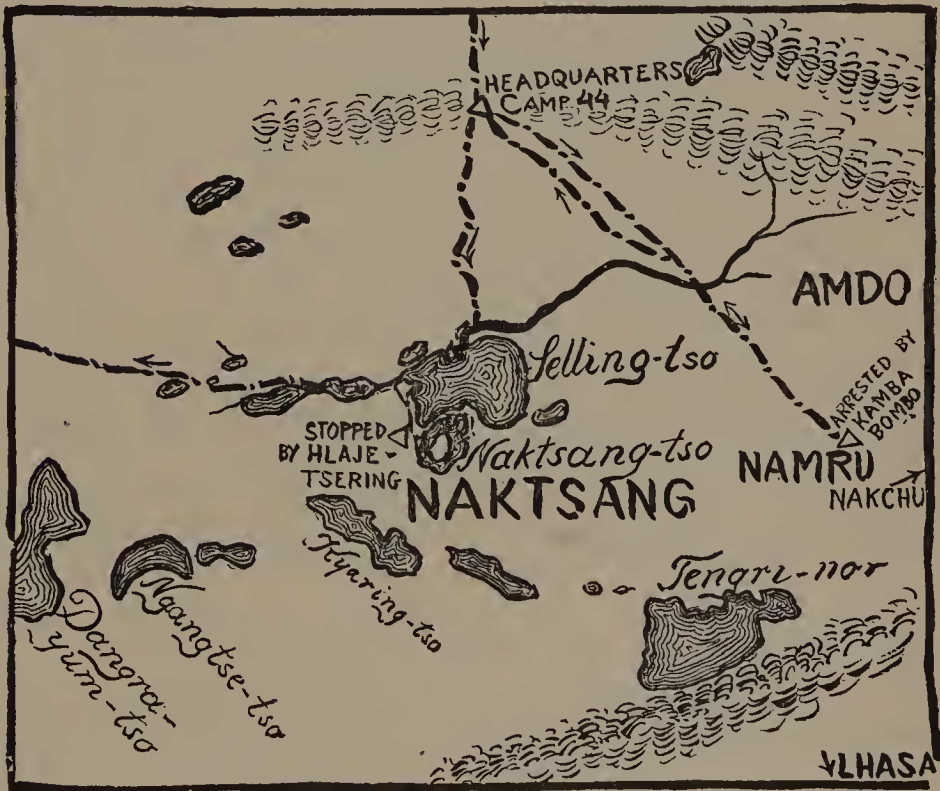 HEADQUARTERS
CAMP 44
AMDO
Selling-tso
ARRESTED BY
KAMBA
BOMBO
STOPPED
BY HLAJE-
TSERING
Naktsang-tso
NAMRU
NAKCHU
NAKTSANG
Kyaring-tso
Tengri-nor
Ngangtse-tso
Dangra-
yum-tso
LHASA